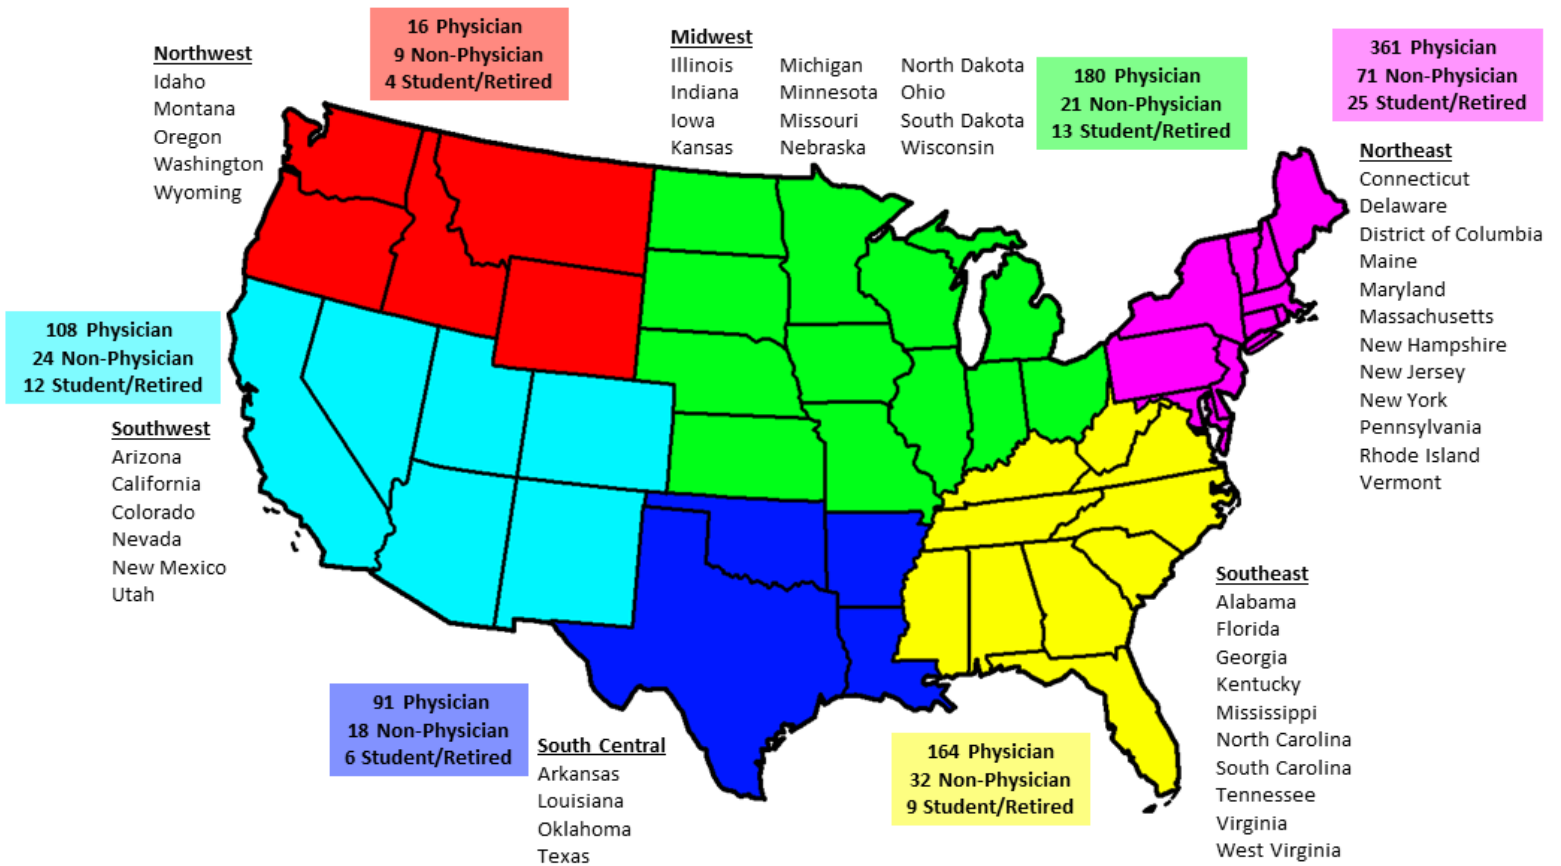 16 Physician
9 Non-Physician
4 Student/Retired
Northwest
Idaho
Montana
Oregon
Washington
Wyoming
Midwest
Illinois Michigan North Dakota
Indiana Minnesota Ohio
Iowa Missouri South Dakota
Kansas Nebraska Wisconsin
180 Physician
21 Non-Physician
13 Student/Retired
361 Physician
71 Non-Physician
25 Student/Retired
Northeast
Connecticut
Delaware
District of Columbia
Maine
Maryland
Massachusetts
New Hampshire
New Jersey
New York
Pennsylvania
Rhode Island
Vermont
108 Physician
24 Non-Physician
12 Student/Retired
Southwest
Arizona
California
Colorado
Nevada
New Mexico
Utah
91 Physician
18 Non-Physician
6 Student/Retired
South Central
Arkansas
Louisiana
Oklahoma
Texas
164 Physician
32 Non-Physician
9 Student/Retired
Southeast
Alabama
Florida
Georgia
Kentucky
Mississippi
North Carolina
South Carolina
Tennessee
Virginia
West Virginia